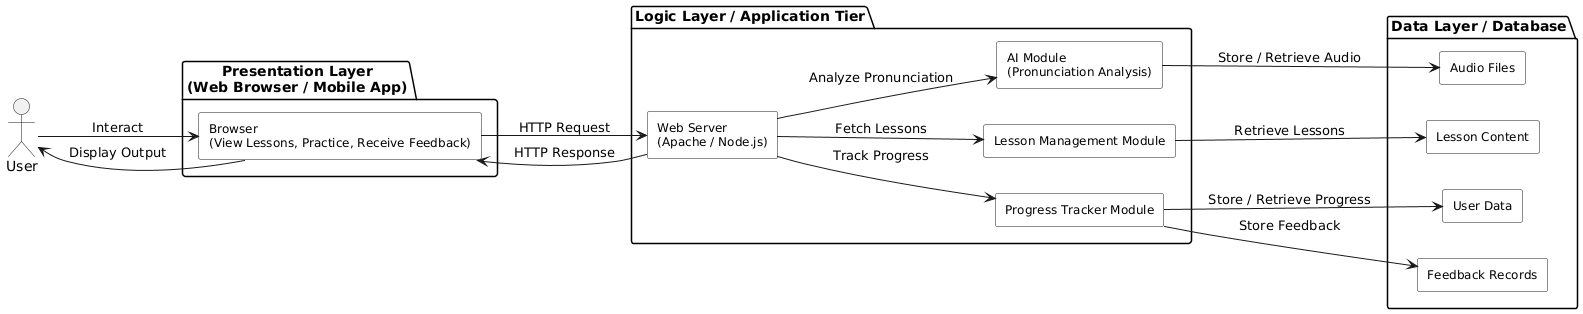 User
Interact
Display Output
Presentation Layer
(Web Browser / Mobile App)
Browser
(View Lessons, Practice, Receive Feedback)
HTTP Request
HTTP Response
Logic Layer / Application Tier
Web Server
(Apache / Node.js)
Analyze Pronunciation
Fetch Lessons
Track Progress
AI Module
(Pronunciation Analysis)
Lesson Management Module
Progress Tracker Module
Store / Retrieve Audio
Retrieve Lessons
Store / Retrieve Progress
Store Feedback
Data Layer / Database
Audio Files
Lesson Content
User Data
Feedback Records